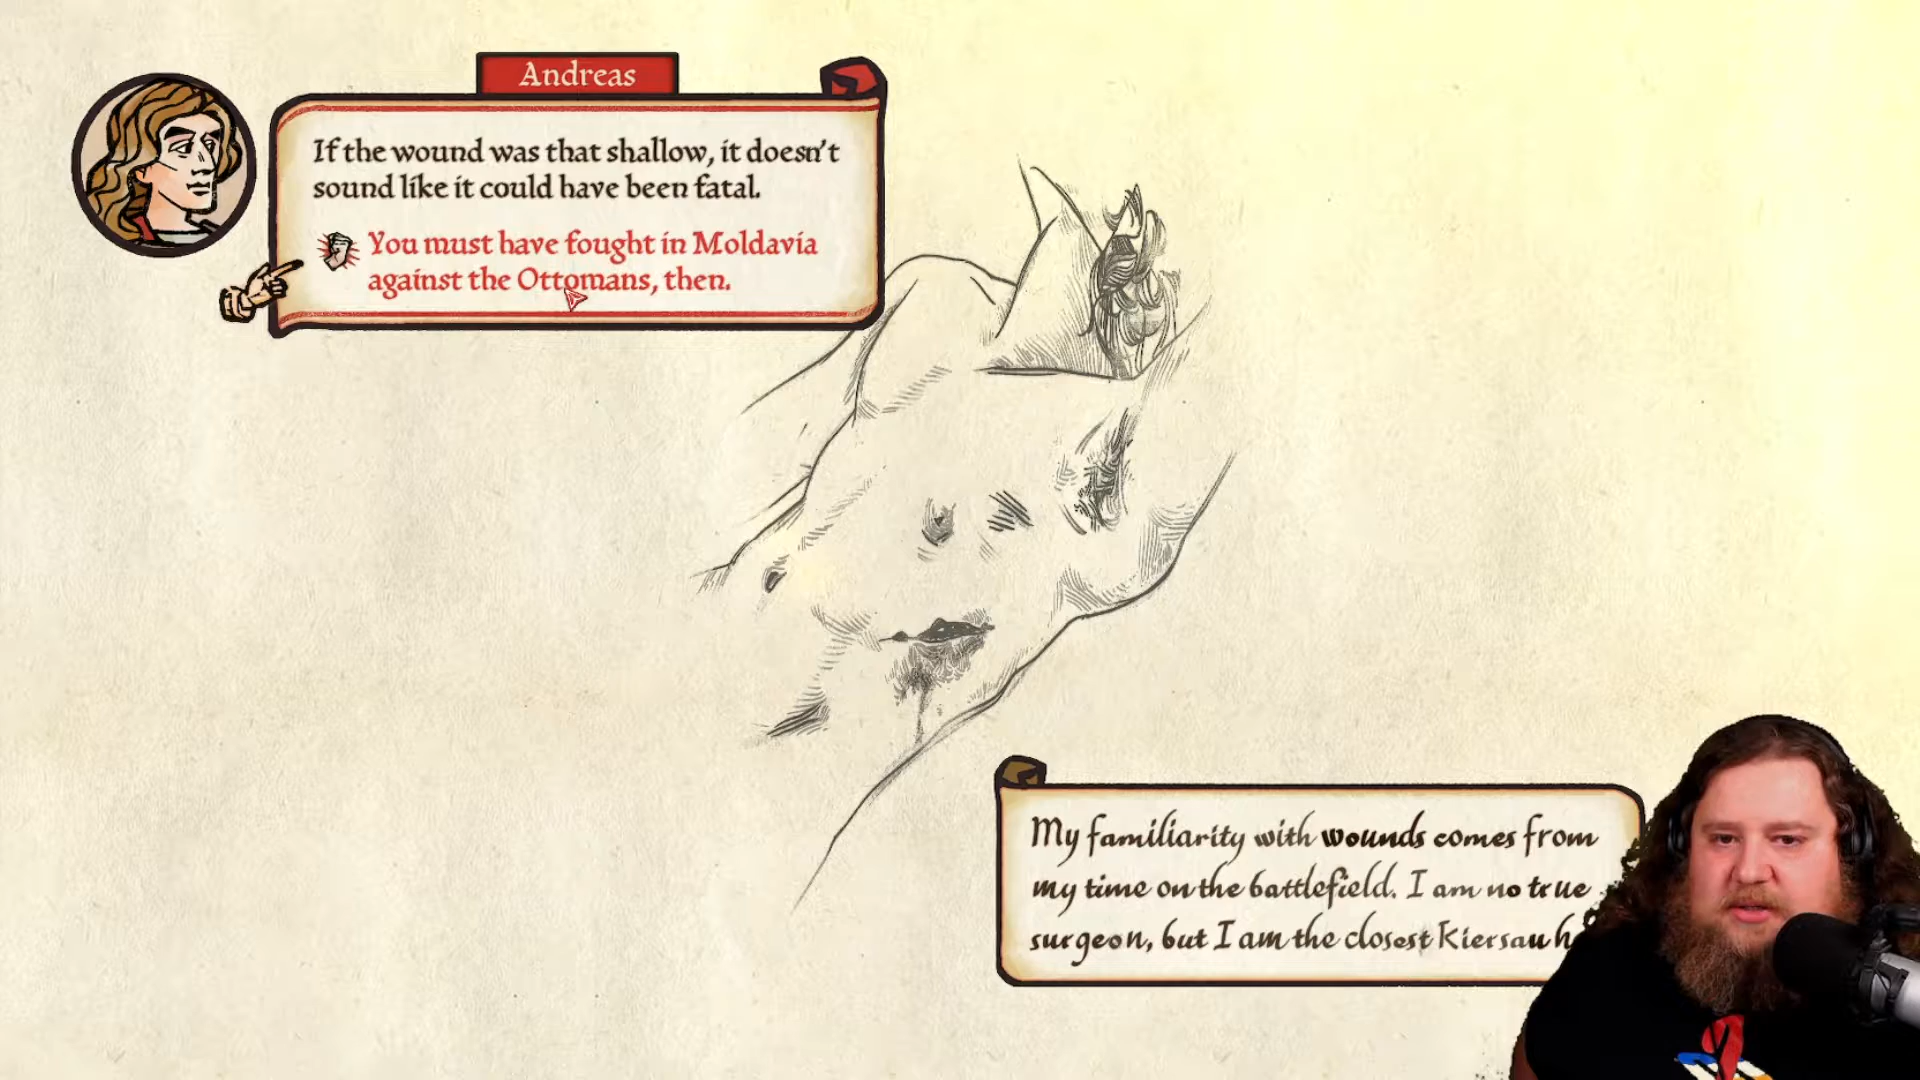 Andreas
If the wound was that shallow, it doesn't
sound like it could have been fatal.
You must have fought in Moldavia
against the Ottomans, then.
My familiarity with wounds comes from
my time on the battlefield. I am no true
surgeon, but I am the closest Kiersau